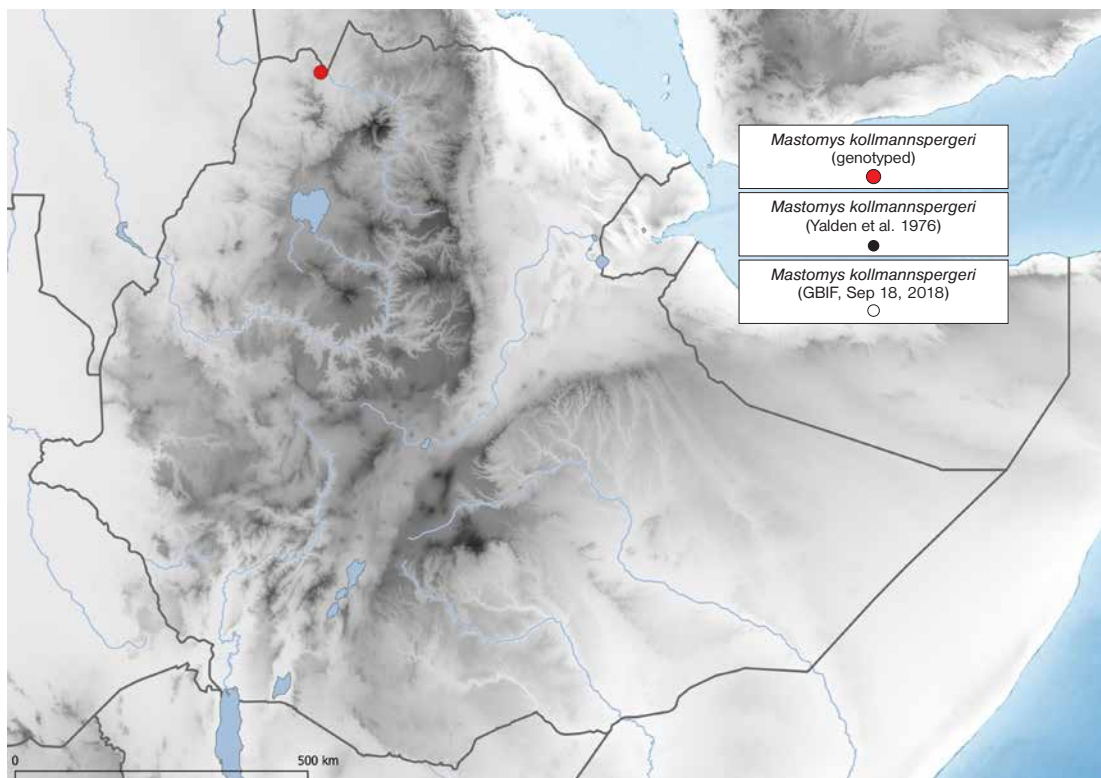 Mastomys kollmannspergeri
(genotyped)
Mastomys kollmannspergeri
(Yalden et al. 1976)
Mastomys kollmannspergeri
(GBIF, Sep 18, 2018)
0
500 km